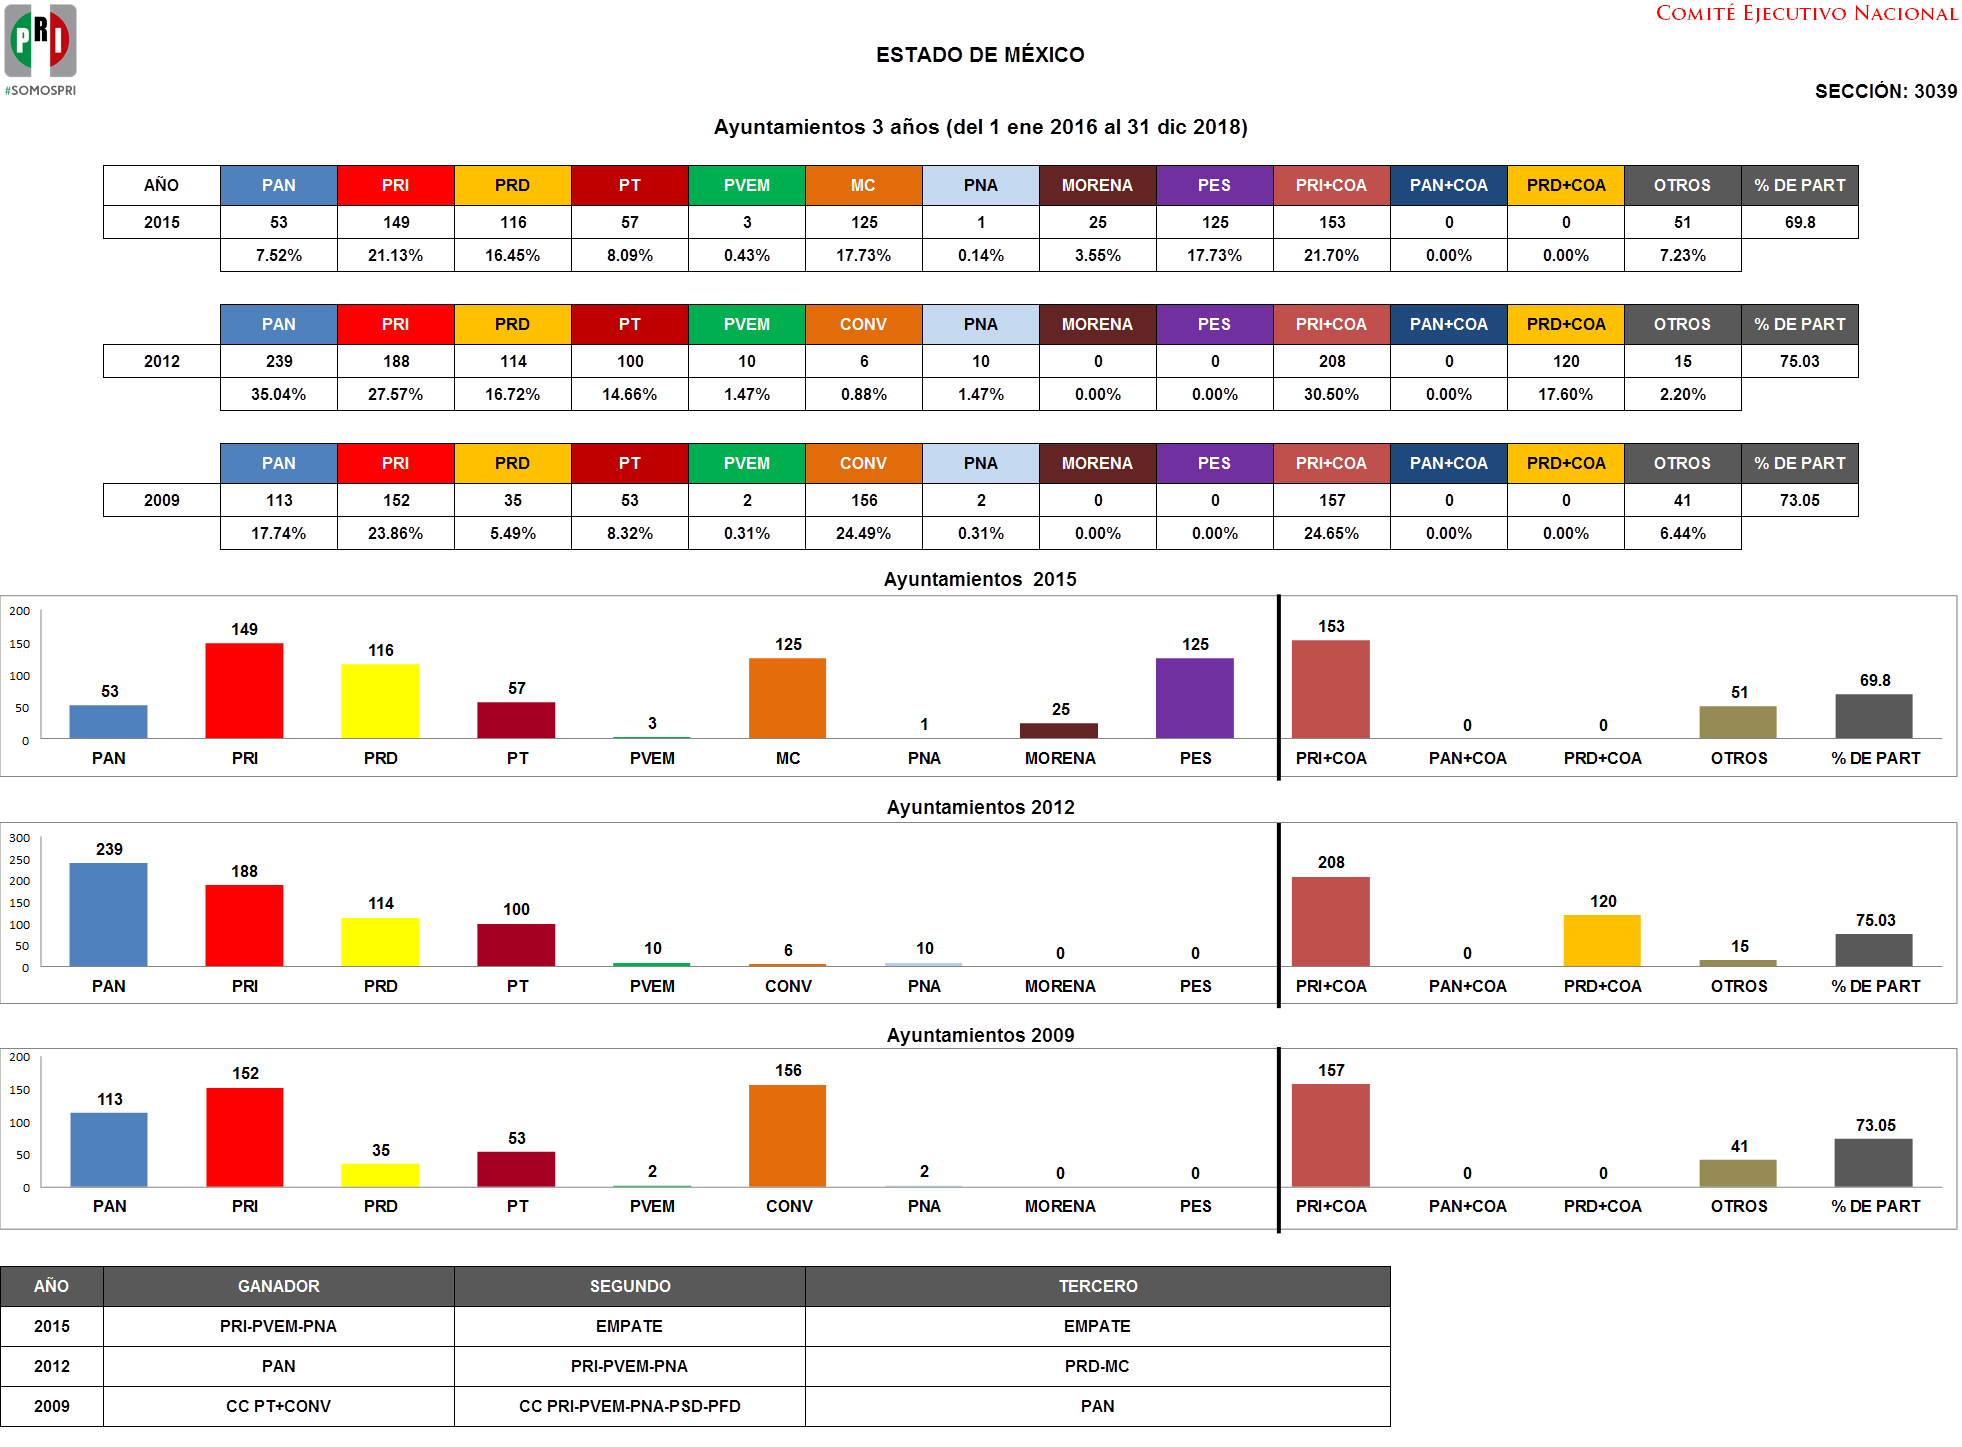 PRI
#SOMOSPRI
COMITÉ EJECUTIVO NACIONAL
ESTADO DE MÉXICO
SECCIÓN: 3039
Ayuntamientos 3 años (del 1 ene 2016 al 31 dic 2018)
AÑO PAN PRI PRD PT PVEM MC PNA MORENA PES PRI+COA PAN+COA PRD+COA OTROS % DE PART
2015 53 149 116 57 3 125 1 25 125 153 0 0 51 69.8
7.52% 21.13% 16.45% 8.09% 0.43% 17.73% 0.14% 3.55% 17.73% 21.70% 0.00% 0.00% 7.23%
PAN PRI PRD PT PVEM CONV PNA MORENA PES PRI+COA PAN+COA PRD+COA OTROS % DE PART
2012 239 188 114 100 10 6 10 0 0 208 0 120 15 75.03
35.04% 27.57% 16.72% 14.66% 1.47% 0.88% 1.47% 0.00% 0.00% 30.50% 0.00% 17.60% 2.20%
PAN PRI PRD PT PVEM CONV PNA MORENA PES PRI+COA PAN+COA PRD+COA OTROS % DE PART
2009 113 152 35 53 2 156 2 0 0 157 0 0 41 73.05
17.74% 23.86% 5.49% 8.32% 0.31% 24.49% 0.31% 0.00% 0.00% 24.65% 0.00% 0.00% 6.44%
Ayuntamientos 2015
200
150
100
50
0
53 149 116 57 3 125 1 25 125 153 0 0 51 69.8
PAN PRI PRD PT PVEM MC PNA MORENA PES PRI+COA PAN+COA PRD+COA OTROS % DE PART
Ayuntamientos 2012
300
250
200
150
100
50
0
239 188 114 100 10 6 10 0 0 208 0 120 15 75.03
PAN PRI PRD PT PVEM CONV PNA MORENA PES PRI+COA PAN+COA PRD+COA OTROS % DE PART
Ayuntamientos 2009
200
150
100
50
0
113 152 35 53 2 156 2 0 0 157 0 0 41 73.05
PAN PRI PRD PT PVEM CONV PNA MORENA PES PRI+COA PAN+COA PRD+COA OTROS % DE PART
AÑO GANADOR SEGUNDO TERCERO
2015 PRI-PVEM-PNA EMPATE EMPATE
2012 PAN PRI-PVEM-PNA PRD-MC
2009 CC PT+CONV CC PRI-PVEM-PNA-PSD-PFD PAN